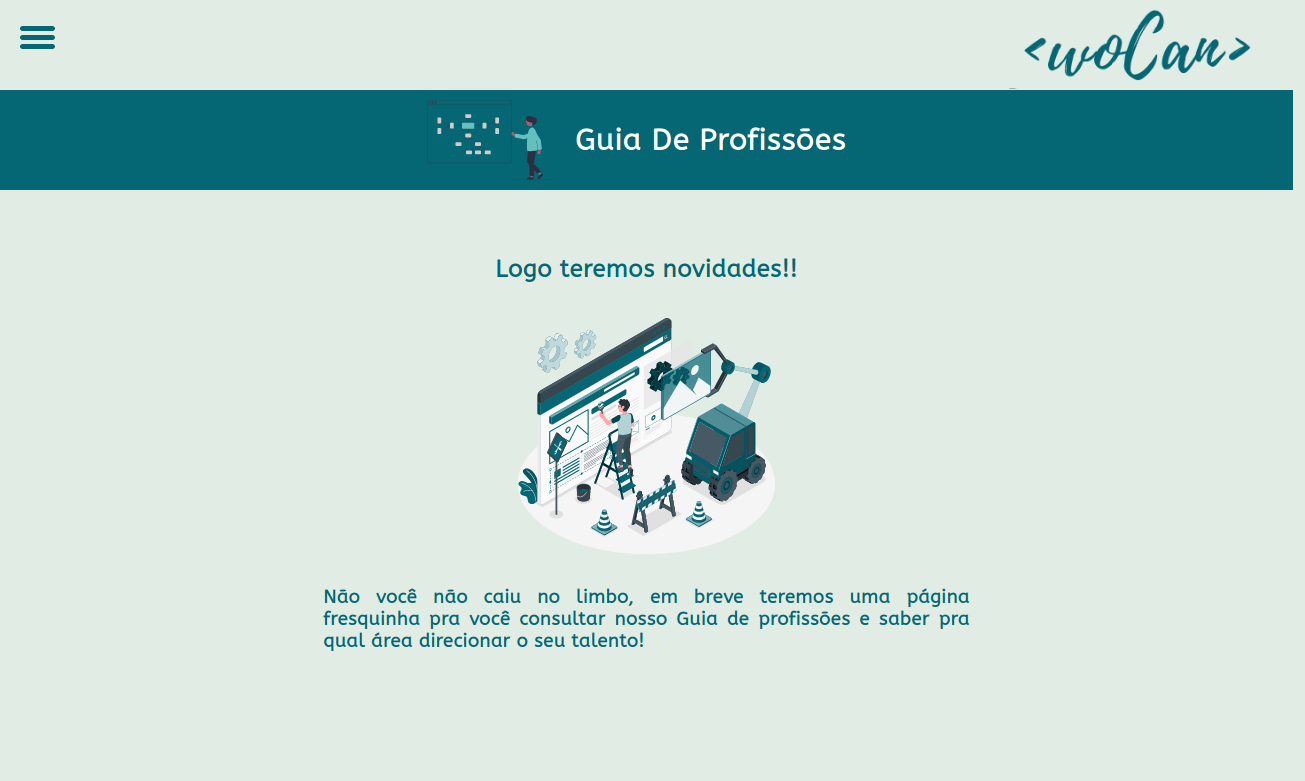 <woCan>
Guia De Profissões
Logo teremos novidades!!
Não você não caiu no limbo, em breve teremos uma página
fresquinha pra você consultar nosso Guia de profissões e saber pra
qual área direcionar o seu talento!